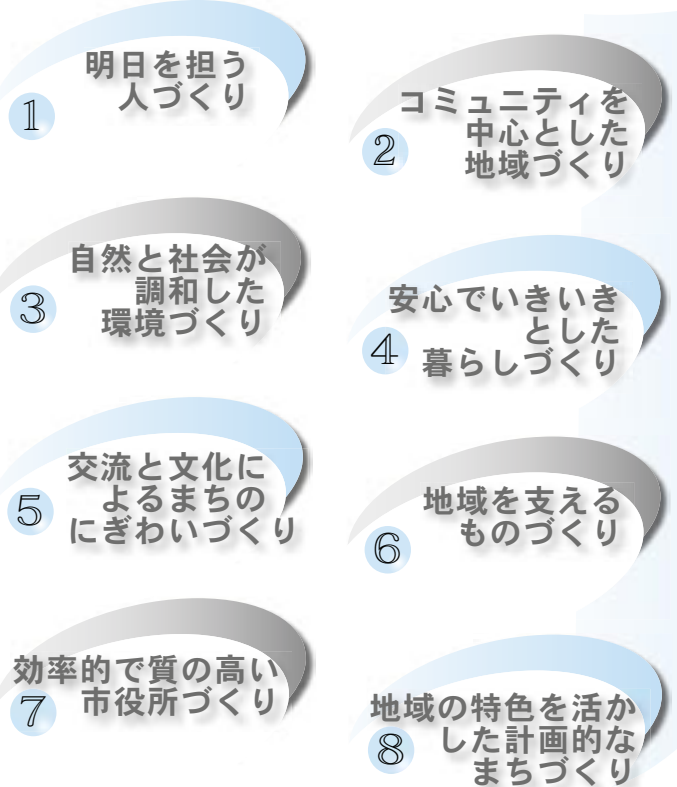 明日を担う
人づくり
1
コミュニティを
中心とした
2
地域づくり
自然と社会が
調和した
3
環境づくり
安心でいきいき
とした
4
暮らしづくり
交流と文化に
よるまちの
5
にぎわいづくり
地域を支える
ものづくり
6
効率的で質の高い
7
市役所づくり
地域の特色を活か
した計画的な
8
まちづくり